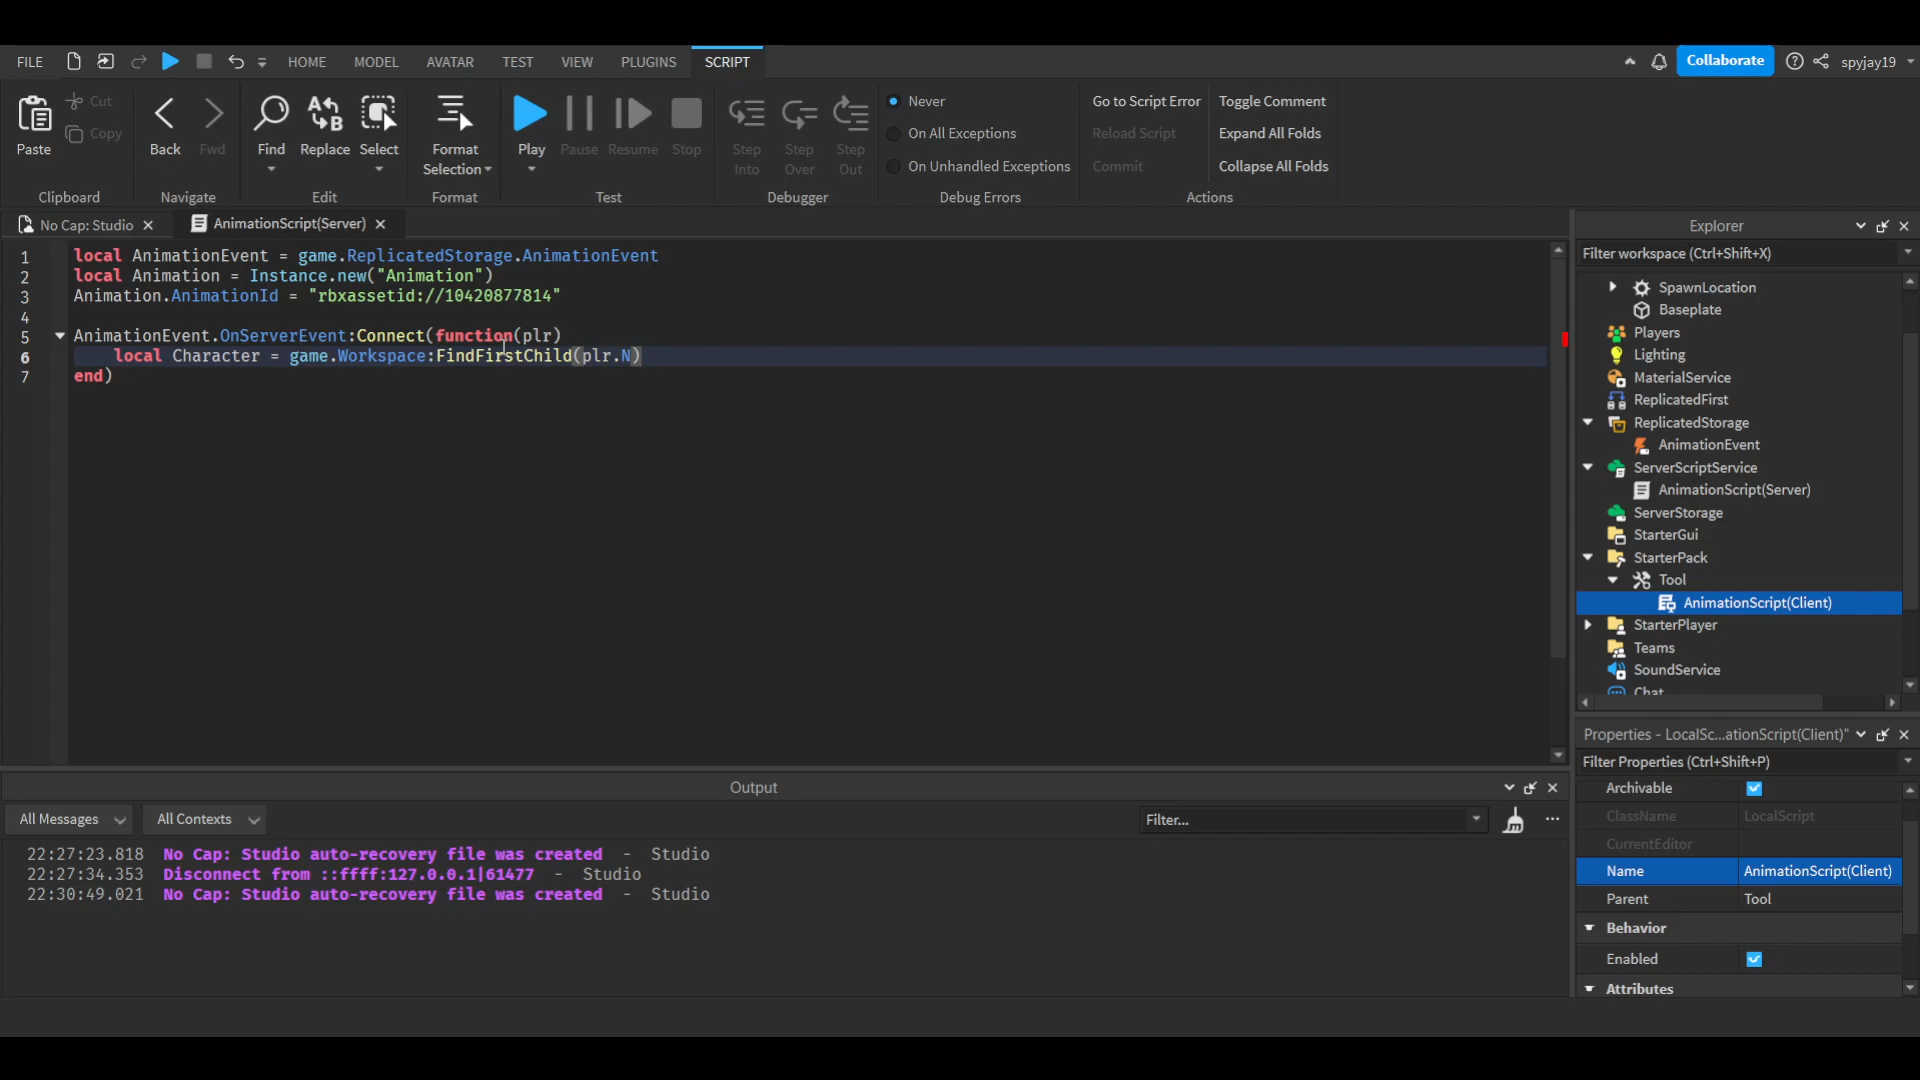 FILE HOME MODEL AVATAR TEST VIEW PLUGINS SCRIPT Collaborate spyjay19
Paste Cut Copy
Clipboard
Back Fwd
Navigate
Find Replace Select
Edit
Format Selection
Format
Play Pause Resume Stop
Test
Step Into Step Over Step Out
Debugger
Never
On All Exceptions
On Unhandled Exceptions
Debug Errors
Go to Script Error Toggle Comment
Reload Script Expand All Folds
Commit Collapse All Folds
Actions
No Cap: Studio AnimationScript(Server)
1 local AnimationEvent = game.ReplicatedStorage.AnimationEvent
2 local Animation = Instance.new("Animation")
3 Animation.AnimationId = "rbxassetid://10420877814"
4
5 AnimationEvent.OnServerEvent:Connect(function(plr)
6 local Character = game.Workspace:FindFirstChild(plr.N)
7 end)
Explorer
Filter workspace (Ctrl+Shift+X)
SpawnLocation
Baseplate
Players
Lighting
MaterialService
ReplicatedFirst
ReplicatedStorage
AnimationEvent
ServerScriptService
AnimationScript(Server)
ServerStorage
StarterGui
StarterPack
Tool
AnimationScript(Client)
StarterPlayer
Teams
SoundService
Chat
Properties - LocalSc...ationScript(Client)"
Filter Properties (Ctrl+Shift+P)
Archivable
ClassName LocalScript
CurrentEditor
Name AnimationScript(Client)
Parent Tool
Behavior
Enabled
Attributes
Output
All Messages All Contexts Filter...
22:27:23.818 No Cap: Studio auto-recovery file was created - Studio
22:27:34.353 Disconnect from ::ffff:127.0.0.1|61477 - Studio
22:30:49.021 No Cap: Studio auto-recovery file was created - Studio